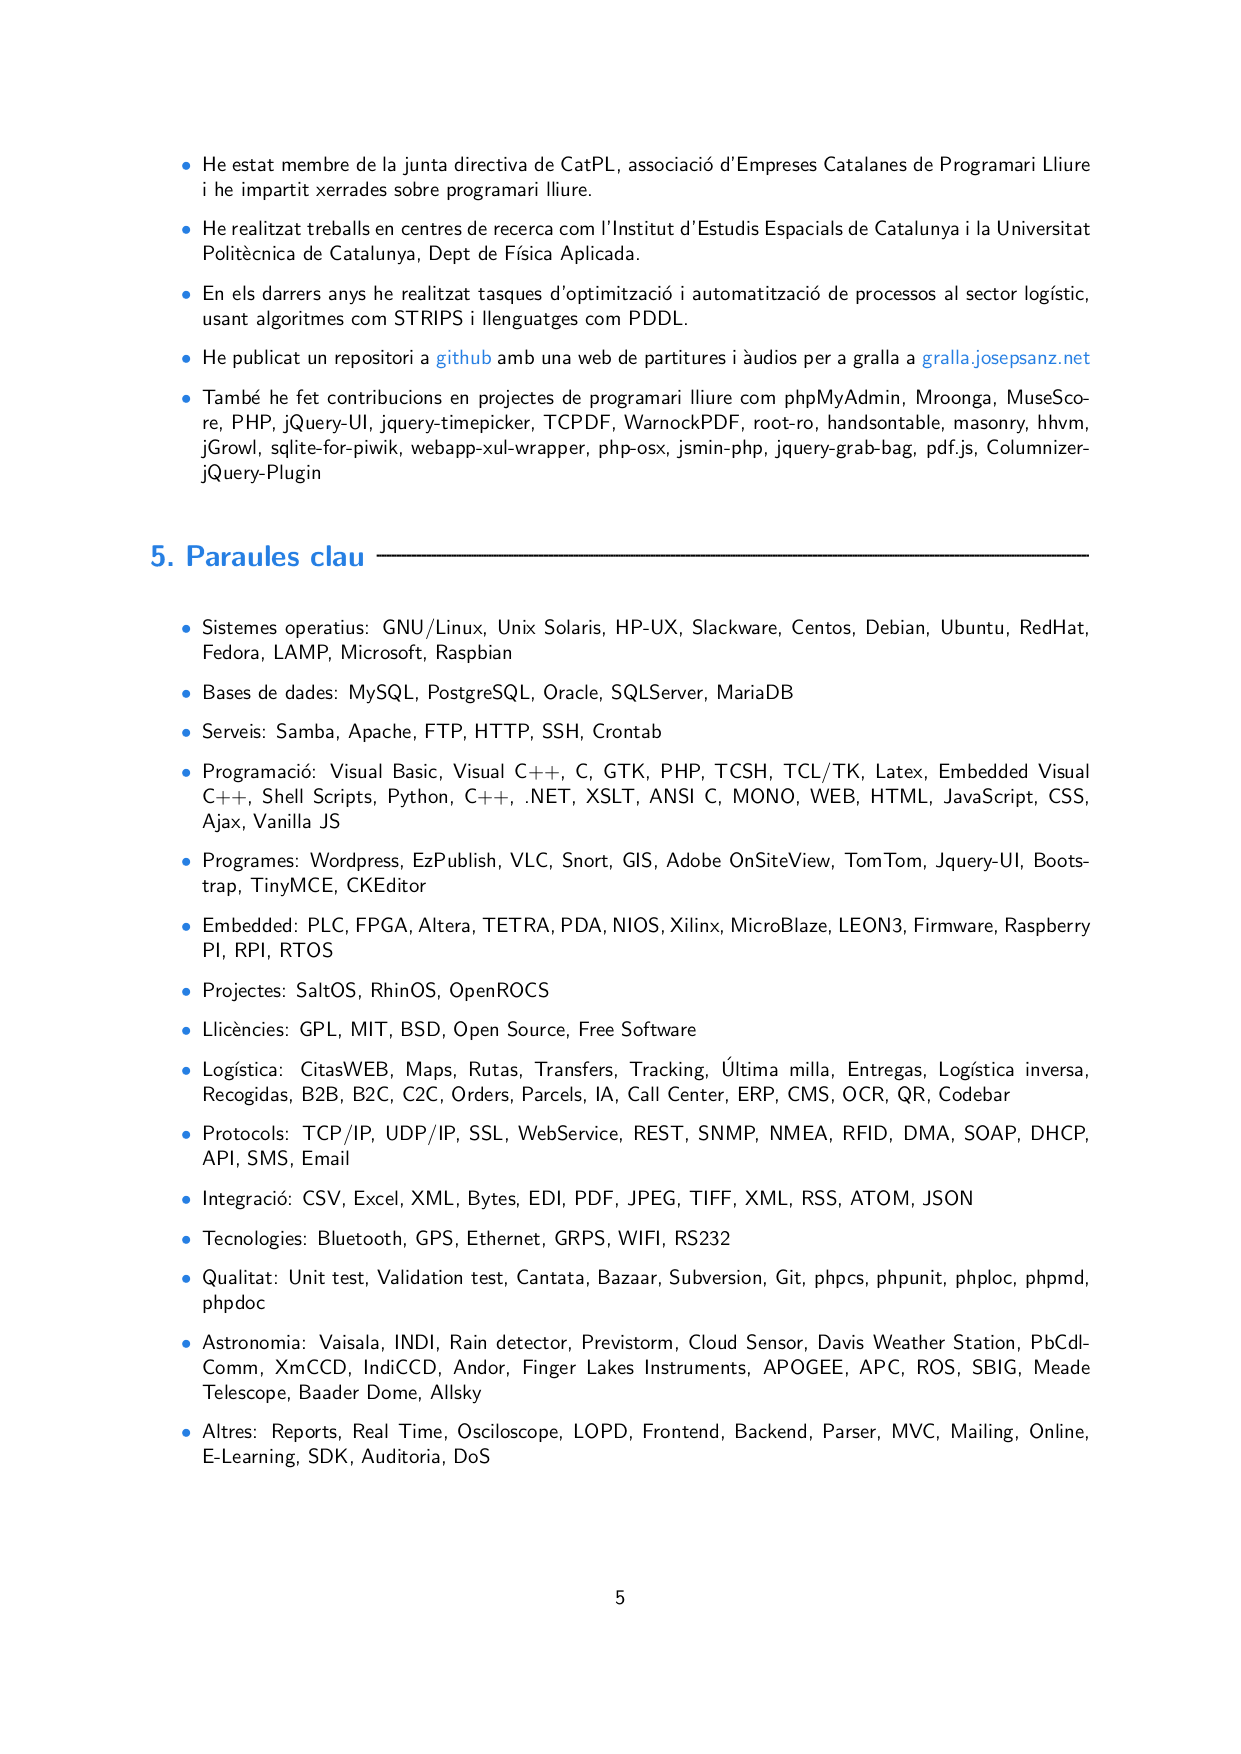 • He estat membre de la junta directiva de CatPL, associació d'Empreses Catalanes de Programari Lliure
i he impartit xerrades sobre programari lliure.
• He realitzat treballs en centres de recerca com l'Institut d'Estudis Espacials de Catalunya i la Universitat
Politècnica de Catalunya, Dept de Física Aplicada.
• En els darrers anys he realitzat tasques d'optimització i automatització de processos al sector logístic,
usant algoritmes com STRIPS i llenguatges com PDDL.
• He publicat un repositori a github amb una web de partitures i àudios per a gralla a gralla.josepsanz.net
• També he fet contribucions en projectes de programari lliure com phpMyAdmin, Mroonga, MuseSco-
re, PHP, jQuery-UI, jquery-timepicker, TCPDF, WarnockPDF, root-ro, handsontable, masonry, hhvm,
jGrowl, sqlite-for-piwik, webapp-xul-wrapper, php-osx, jsmin-php, jquery-grab-bag, pdf.js, Columnizer-
jQuery-Plugin
5. Paraules clau
• Sistemes operatius: GNU/Linux, Unix Solaris, HP-UX, Slackware, Centos, Debian, Ubuntu, RedHat,
Fedora, LAMP, Microsoft, Raspbian
• Bases de dades: MySQL, PostgreSQL, Oracle, SQLServer, MariaDB
• Serveis: Samba, Apache, FTP, HTTP, SSH, Crontab
• Programació: Visual Basic, Visual C++, C, GTK, PHP, TCSH, TCL/TK, Latex, Embedded Visual
C++, Shell Scripts, Python, C++, .NET, XSLT, ANSI C, MONO, WEB, HTML, JavaScript, CSS,
Ajax, Vanilla JS
• Programes: Wordpress, EzPublish, VLC, Snort, GIS, Adobe OnSiteView, TomTom, Jquery-UI, Boots-
trap, TinyMCE, CKEditor
• Embedded: PLC, FPGA, Altera, TETRA, PDA, NIOS, Xilinx, MicroBlaze, LEON3, Firmware, Raspberry
PI, RPI, RTOS
• Projectes: SaltOS, RhinOS, OpenROCS
• Llicències: GPL, MIT, BSD, Open Source, Free Software
• Logística: CitasWEB, Maps, Rutas, Transfers, Tracking, Última milla, Entregas, Logística inversa,
Recogidas, B2B, B2C, C2C, Orders, Parcels, IA, Call Center, ERP, CMS, OCR, QR, Codebar
• Protocols: TCP/IP, UDP/IP, SSL, WebService, REST, SNMP, NMEA, RFID, DMA, SOAP, DHCP,
API, SMS, Email
• Integració: CSV, Excel, XML, Bytes, EDI, PDF, JPEG, TIFF, XML, RSS, ATOM, JSON
• Tecnologies: Bluetooth, GPS, Ethernet, GRPS, WIFI, RS232
• Qualitat: Unit test, Validation test, Cantata, Bazaar, Subversion, Git, phpcs, phpunit, phploc, phpmd,
phpdoc
• Astronomia: Vaisala, INDI, Rain detector, Previstorm, Cloud Sensor, Davis Weather Station, PbCdl-
Comm, XmCCD, IndiCCD, Andor, Finger Lakes Instruments, APOGEE, APC, ROS, SBIG, Meade
Telescope, Baader Dome, Allsky
• Altres: Reports, Real Time, Osciloscope, LOPD, Frontend, Backend, Parser, MVC, Mailing, Online,
E-Learning, SDK, Auditoria, DoS
5